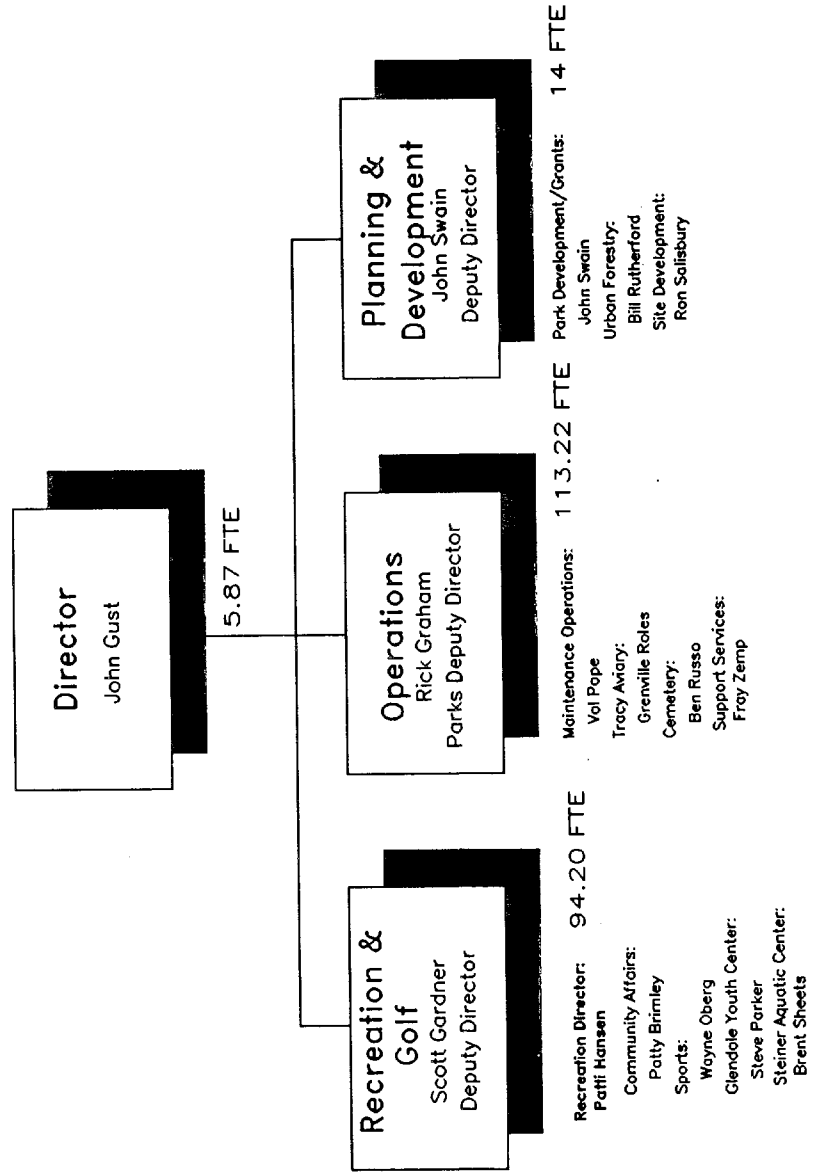 Director
John Gust
5.87 FTE
Recreation &
Golf
Scott Gardner
Deputy Director
94.20 FTE
Recreation Director:
Patti Hansen
Community Affairs:
Patty Brimley
Sports:
Wayne Oberg
Glendale Youth Center:
Steve Parker
Steiner Aquatic Center:
Brent Sheets
Operations
Rick Graham
Parks Deputy Director
113.22 FTE
Maintenance Operations:
Val Pope
Tracy Aviary:
Grenville Roles
Cemetery:
Ben Russo
Support Services:
Fray Zemp
Planning &
Development
John Swain
Deputy Director
14 FTE
Park Development/Grants:
John Swain
Urban Forestry:
Bill Rutherford
Site Development:
Ron Salisbury